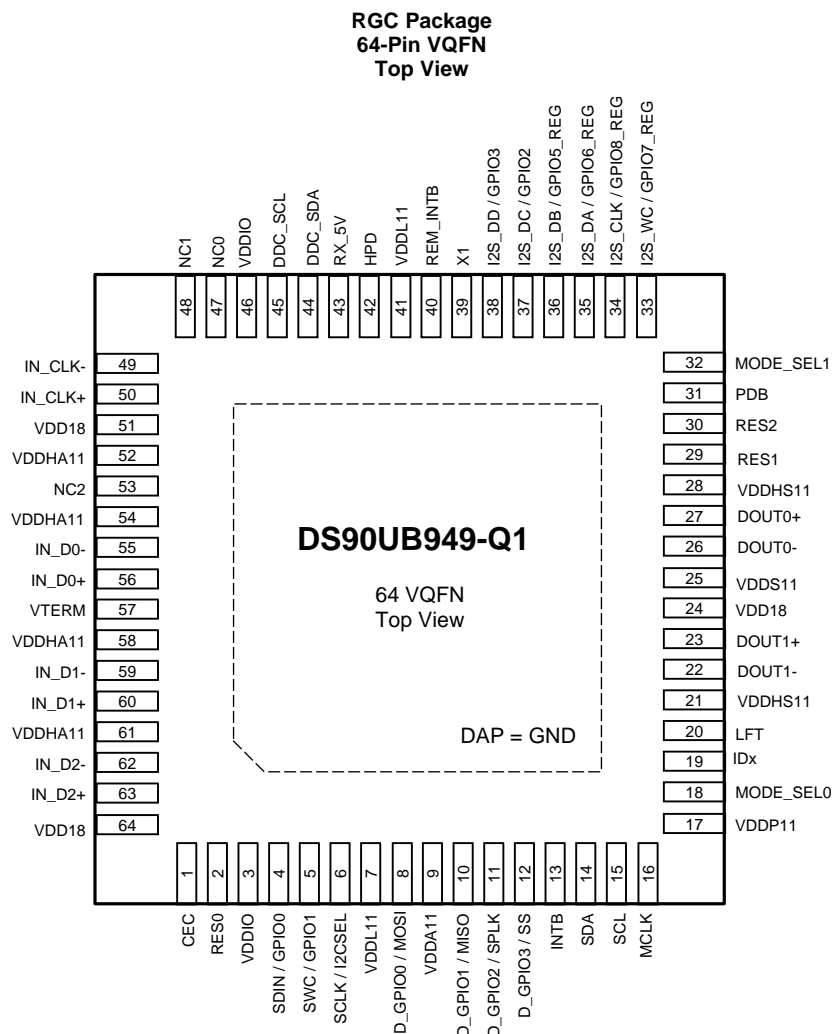 RGC Package
64-Pin VQFN
Top View
NC1
NC0
VDDIO
DDC_SCL
DDC_SDA
RX_5V
HPD
VDDL11
REM_INTB
X1
I2S_DD / GPIO3
I2S_DC / GPIO2
I2S_DB / GPIO5_REG
I2S_DA / GPIO6_REG
I2S_CLK / GPIO8_REG
I2S_WC / GPIO7_REG
48
47
46
45
44
43
42
41
40
39
38
37
36
35
34
33
IN_CLK- 49
IN_CLK+ 50
VDD18 51
VDDHA11 52
NC2 53
VDDHA11 54
IN_D0- 55
IN_D0+ 56
VTERM 57
VDDHA11 58
IN_D1- 59
IN_D1+ 60
VDDHA11 61
IN_D2- 62
IN_D2+ 63
VDD18 64
DS90UB949-Q1
64 VQFN
Top View
DAP = GND
32 MODE_SEL1
31 PDB
30 RES2
29 RES1
28 VDDHS11
27 DOUT0+
26 DOUT0-
25 VDDS11
24 VDD18
23 DOUT1+
22 DOUT1-
21 VDDHS11
20 LFT
19 IDx
18 MODE_SEL0
17 VDDP11
1
2
3
4
5
6
7
8
9
10
11
12
13
14
15
16
CEC
RES0
VDDIO
SDIN / GPIO0
SWC / GPIO1
SCLK / I2CSEL
VDDL11
D_GPIO0 / MOSI
VDDA11
D_GPIO1 / MISO
D_GPIO2 / SPLK
D_GPIO3 / SS
INTB
SDA
SCL
MCLK